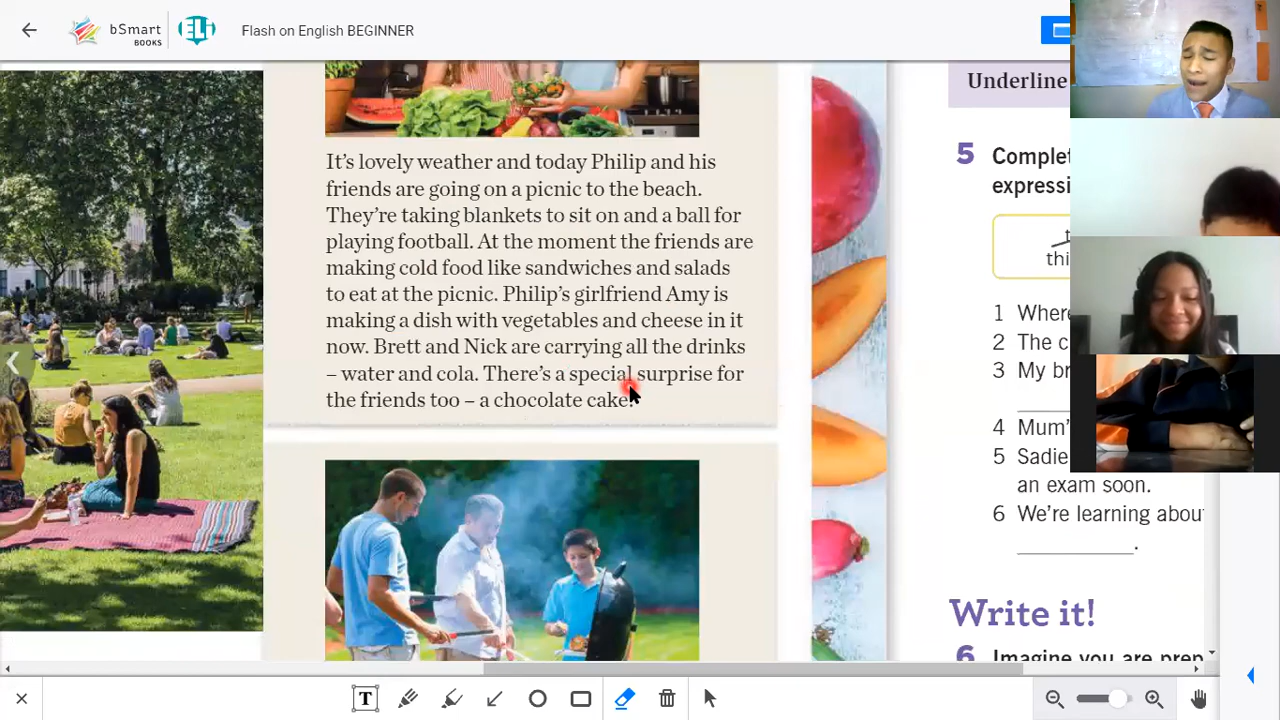 bSmart
BOOKS
ELi
Flash on English BEGINNER
It's lovely weather and today Philip and his
friends are going on a picnic to the beach.
They're taking blankets to sit on and a ball for
playing football. At the moment the friends are
making cold food like sandwiches and salads
to eat at the picnic. Philip's girlfriend Amy is
making a dish with vegetables and cheese in it
now. Brett and Nick are carrying all the drinks
– water and cola. There's a special surprise for
the friends too – a chocolate cake!
Underline
5 Complet
expressi
thi
1 Where
2 The c
3 My br
4 Mum'
5 Sadie
an exam soon.
6 We're learning abou
.
Write it!
6 Imagine you are prep
T